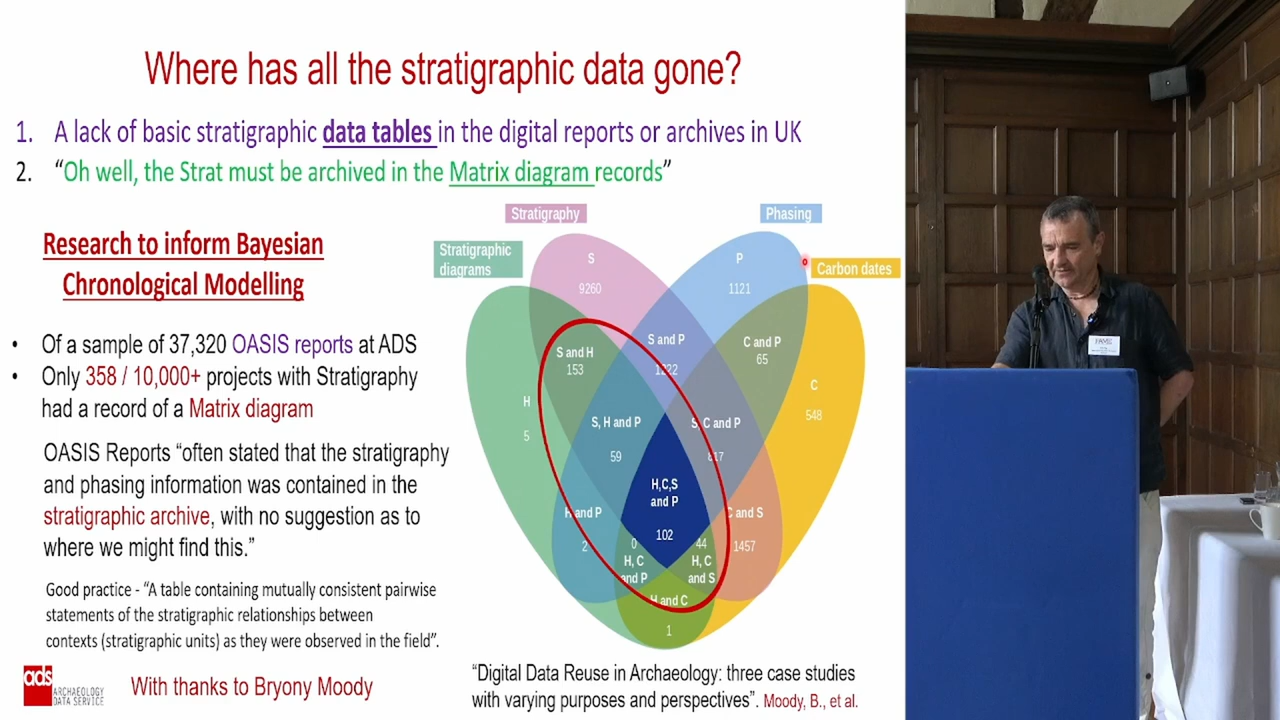 Where has all the stratigraphic data gone?
1. A lack of basic stratigraphic data tables in the digital reports or archives in UK
2. “Oh well, the Strat must be archived in the Matrix diagram records”
Research to inform Bayesian
Chronological Modelling
• Of a sample of 37,320 OASIS reports at ADS
• Only 358 / 10,000+ projects with Stratigraphy
had a record of a Matrix diagram
OASIS Reports “often stated that the stratigraphy
and phasing information was contained in the
stratigraphic archive, with no suggestion as to
where we might find this.”
Good practice - “A table containing mutually consistent pairwise
statements of the stratigraphic relationships between
contexts (stratigraphic units) as they were observed in the field”.
ads
ARCHAEOLOGY
DATA SERVICE
With thanks to Bryony Moody
Stratigraphy
Phasing
Stratigraphic
diagrams
Carbon dates
S
9260
P
1121
S and P
1222
C and P
65
S and H
153
C
548
H
5
S, H and P
59
S, C and P
817
H,C,S
and P
102
H and P
2
C and S
1457
0
H, C
and P
44
H, C
and S
H and C
1
“Digital Data Reuse in Archaeology: three case studies
with varying purposes and perspectives”. Moody, B., et al.